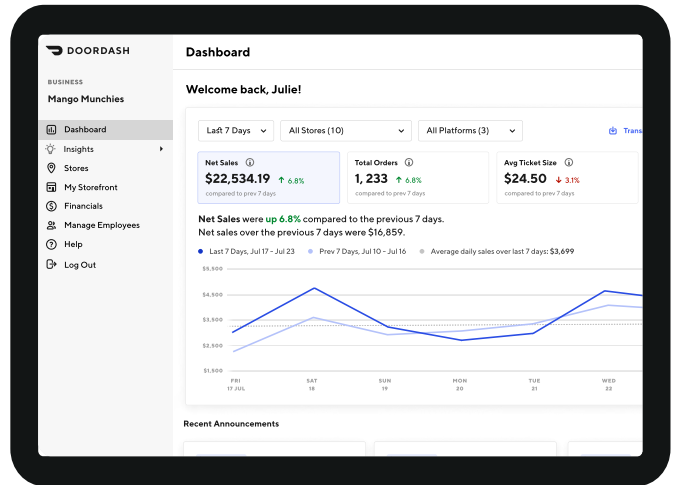 DOORDASH
BUSINESS
Mango Munchies
Dashboard
Insights
Stores
My Storefront
Financials
Manage Employees
Help
Log Out
Dashboard
Welcome back, Julie!
Last 7 Days All Stores (10) All Platforms (3) Trans
Net Sales
$22,534.19 6.8%
compared to prev 7 days
Total Orders
1, 233 6.8%
compared to prev 7 days
Avg Ticket Size
$24.50 3.1%
compared to prev 7 days
Net Sales were up 6.8% compared to the previous 7 days.
Net sales over the previous 7 days were $16,859.
Last 7 Days, Jul 17 - Jul 23 Prev 7 Days, Jul 10 - Jul 16 Average daily sales over last 7 days: $3,699
$5,500
$4,500
$3,500
$2,500
$1,500
FRI SAT SUN MON TUE WED
17 JUL 18 19 20 21 22
Recent Announcements